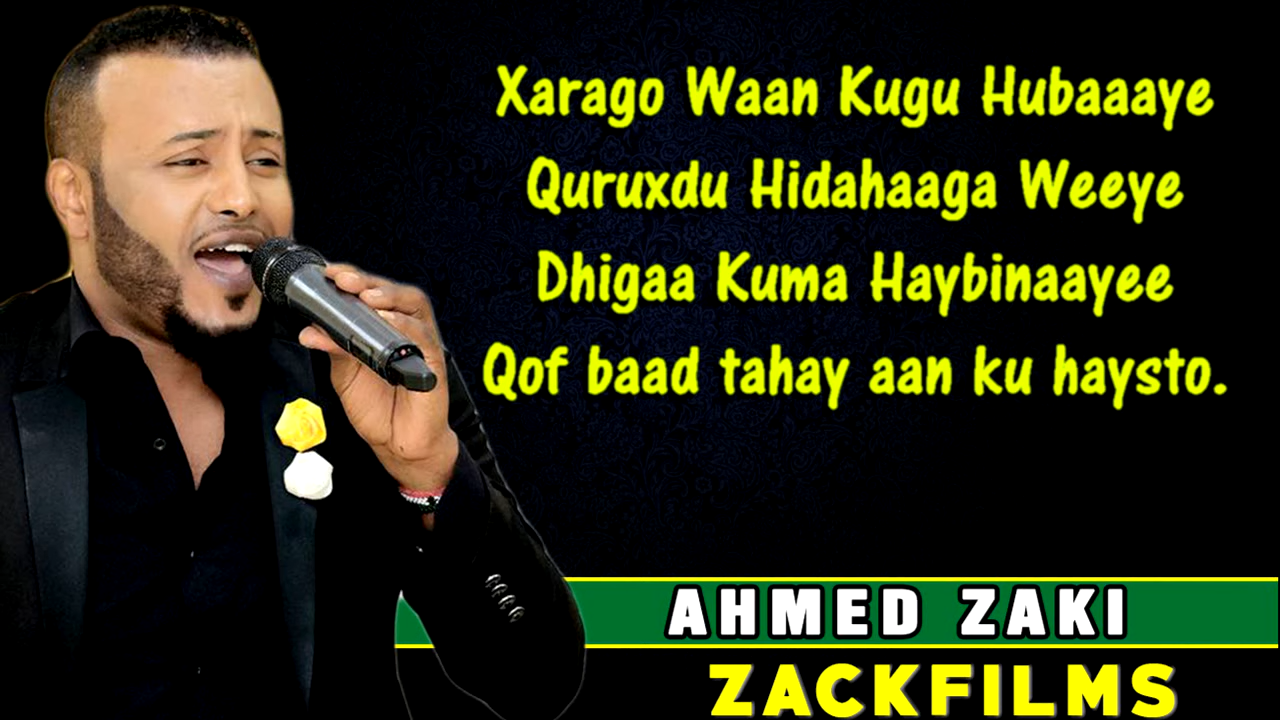 Xarago Waan Kugu Hubaaaye
Quruxdu Hidahaaga Weeye
Dhigaa Kuma Haybinaayee
Qof baad tahay aan ku haysto.
AHMED ZAKI
ZACKFILMS